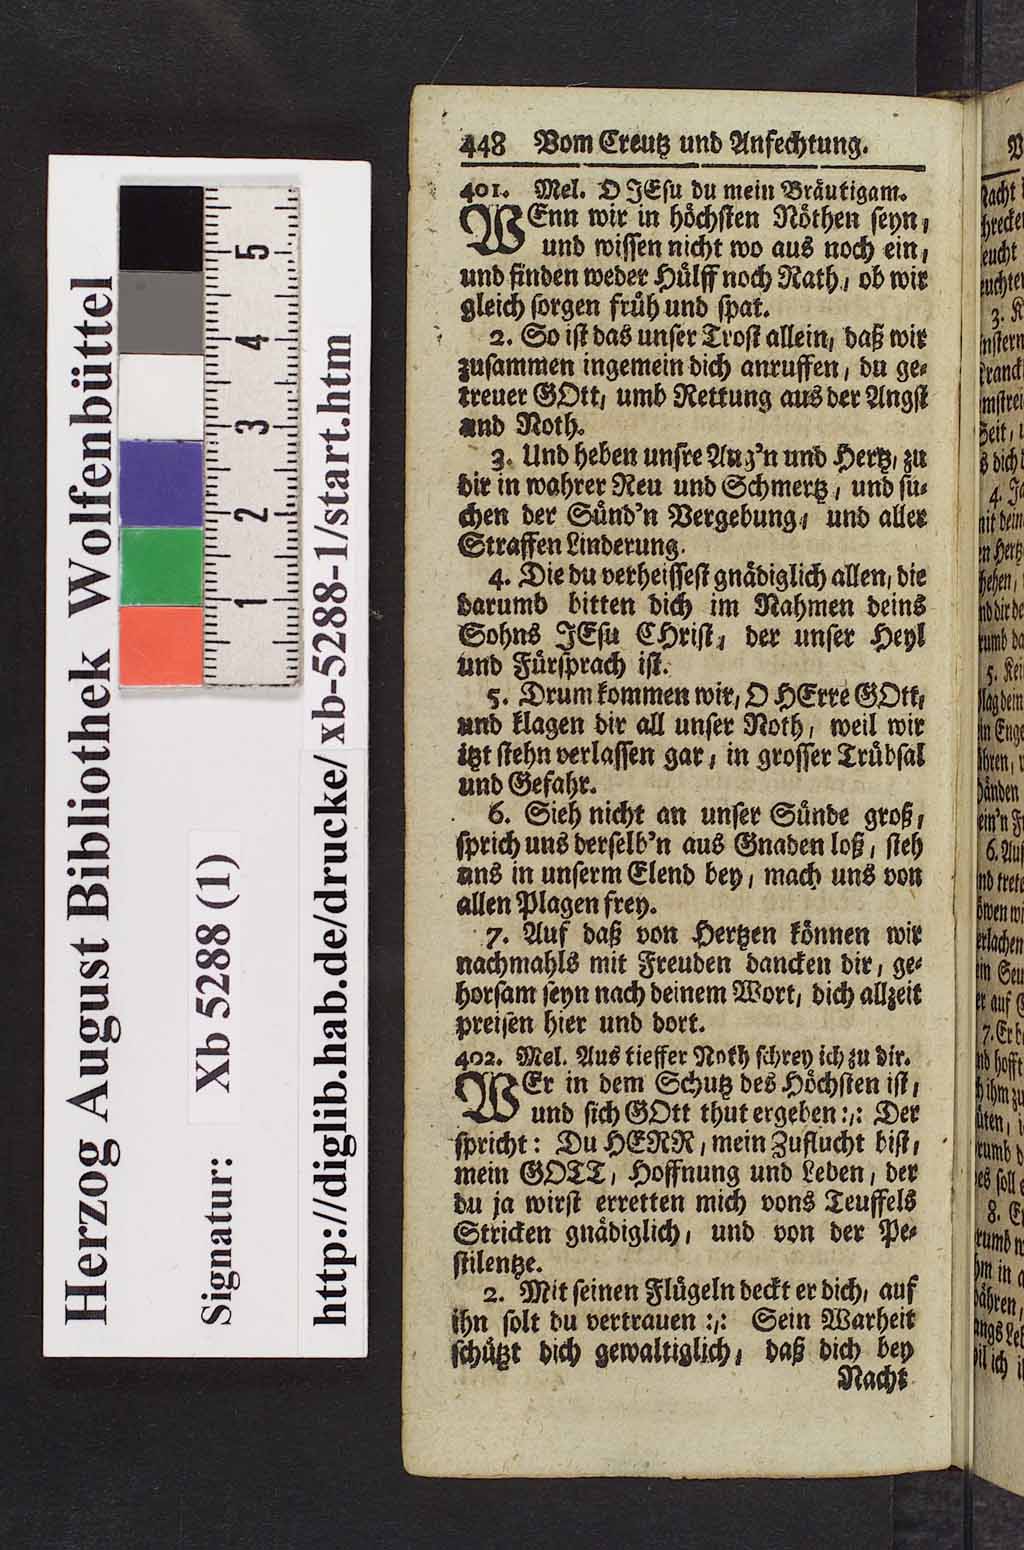 448 Vom Creutz und Anfechtung.
401. Mel. O JEsu du mein Bräutigam.
WEnn wir in höchsten Nöthen seyn,
und wissen nicht wo aus noch ein,
und finden weder Hülff noch Rath, ob wir
gleich sorgen früh und spat.
2. So ist das unser Trost allein, daß wir
zusammen ingemein dich anruffen, du ge-
treuer GOtt, umb Rettung aus der Angst
und Noth.
3. Und heben unsre Aug'n und Hertz, zu
dir in wahrer Reu und Schmertz, und su-
chen der Sünd'n Vergebung, und aller
Straffen Linderung.
4. Die du verheissest gnädiglich allen, die
darumb bitten dich im Nahmen deins
Sohns JEsu CHrist, der unser Heyl
und Fürsprach ist.
5. Drum kommen wir, O HErre GOtt,
und klagen dir all unser Noth, weil wir
itzt stehn verlassen gar, in grosser Trübsal
und Gefahr.
6. Sieh nicht an unser Sünde groß,
sprich uns derselb'n aus Gnaden loß, steh
uns in unserm Elend bey, mach uns von
allen Plagen frey.
7. Auf daß von Hertzen können wir
nachmahls mit Freuden dancken dir, ge-
horsam seyn nach deinem Wort, dich allzeit
preisen hier und dort.
402. Mel. Aus tieffer Noth schrey ich zu dir.
WEr in dem Schutz des Höchsten ist,
und sich GOtt thut ergeben :,: Der
spricht: Du HERR, mein Zuflucht bist,
mein GOTT, Hoffnung und Leben, der
du ja wirst erretten mich vons Teuffels
Stricken gnädiglich, und von der Pe-
stilentze.
2. Mit seinen Flügeln deckt er dich, auf
ihn solt du vertrauen :,: Sein Warheit
schützt dich gewaltiglich, daß dich bey
Nacht
Herzog August Bibliothek Wolfenbüttel
Signatur: Xb 5288 (1)
http://diglib.hab.de/drucke/xb-5288-1/start.htm
5
4
3
2
1